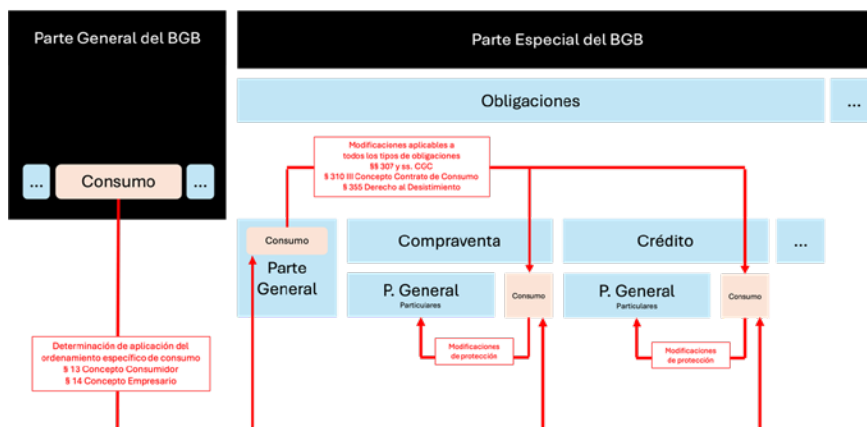 Parte General del BGB
...
Consumo
...
Determinación de aplicación del
ordenamiento específico de consumo
§ 13 Concepto Consumidor
§ 14 Concepto Empresario
Parte Especial del BGB
Obligaciones
...
Modificaciones aplicables a
todos los tipos de obligaciones
§§ 307 y ss. CGC
§ 310 III Concepto Contrato de Consumo
§ 355 Derecho al Desistimiento
Consumo
Parte
General
Compraventa
P. General
Particulares
Consumo
Modificaciones
de protección
Crédito
P. General
Particulares
Consumo
Modificaciones
de protección
...